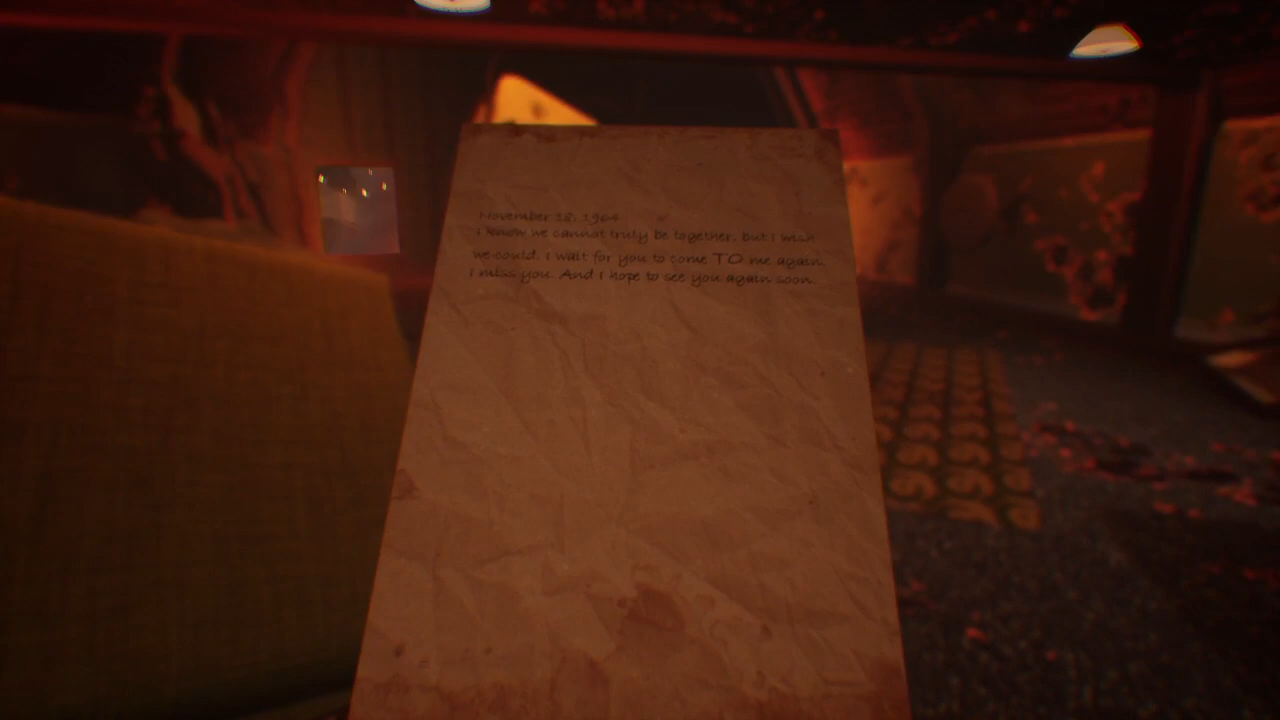 November 18, 1964
I know we cannot truly be together, but I wish
we could. I wait for you to come TO me again.
I miss you. And I hope to see you again soon.